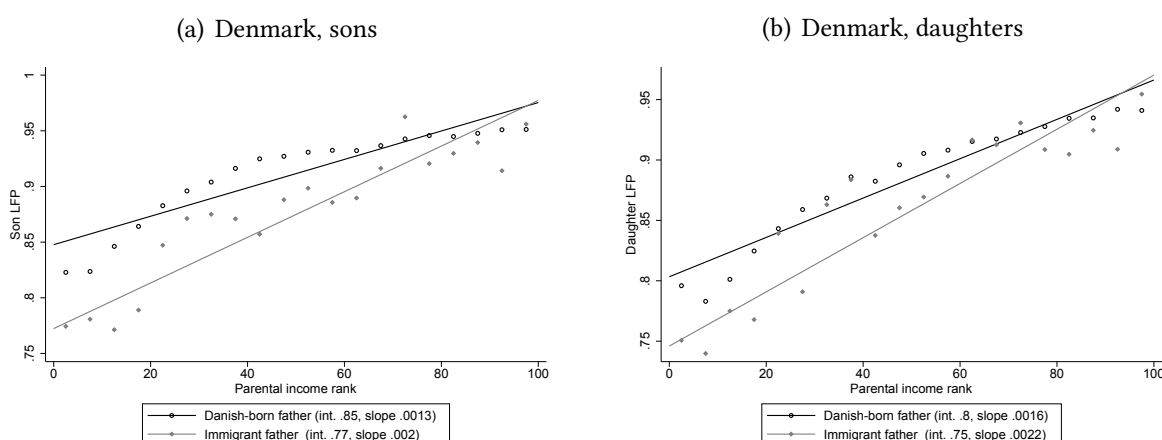 (a) Denmark, sons
1
.95
.9
.85
.8
.75
Son LFP
0 20 40 60 80 100
Parental income rank
Danish-born father (int. .85, slope .0013)
Immigrant father (int. .77, slope .002)
(b) Denmark, daughters
.95
.9
.85
.8
.75
Daughter LFP
0 20 40 60 80 100
Parental income rank
Danish-born father (int. .8, slope .0016)
Immigrant father (int. .75, slope .0022)